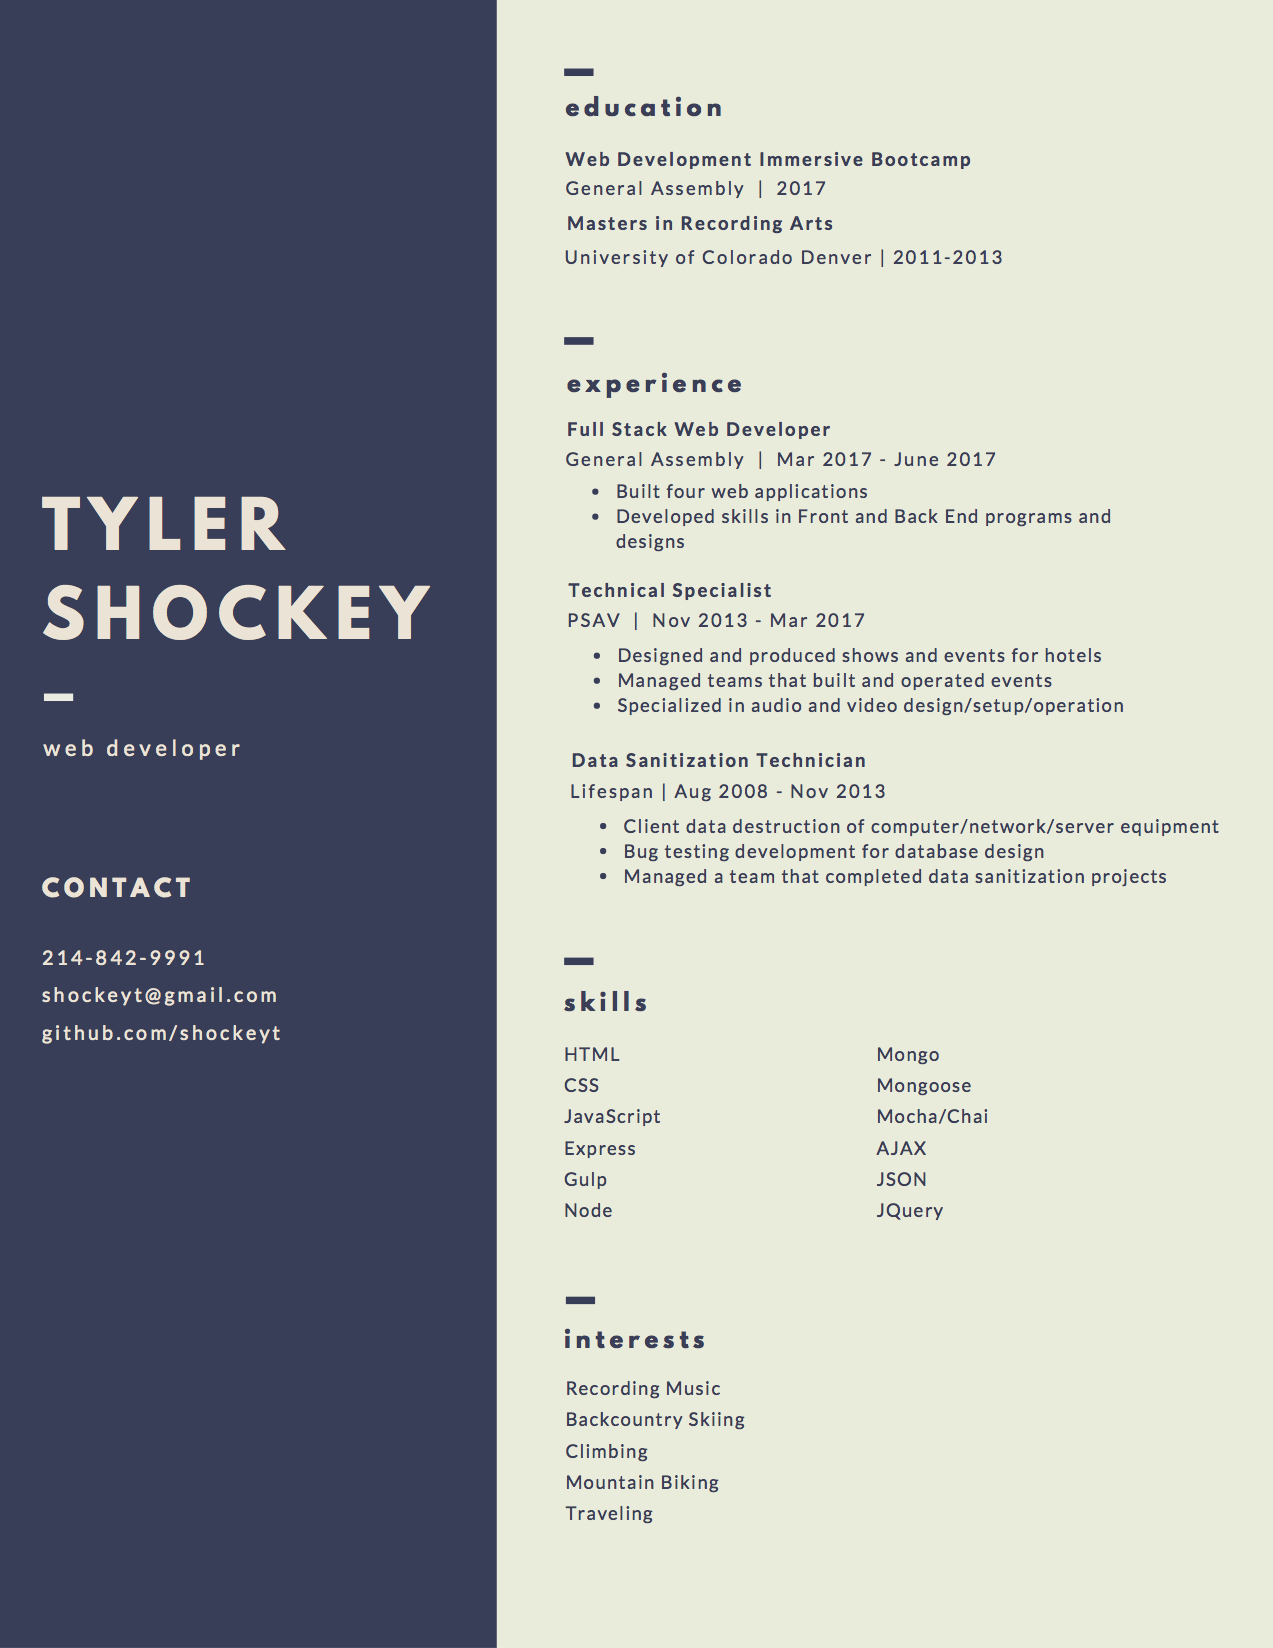 TYLER
SHOCKEY
web developer
CONTACT
214-842-9991
shockeyt@gmail.com
github.com/shockeyt
education
Web Development Immersive Bootcamp
General Assembly | 2017
Masters in Recording Arts
University of Colorado Denver | 2011-2013
experience
Full Stack Web Developer
General Assembly | Mar 2017 - June 2017
• Built four web applications
• Developed skills in Front and Back End programs and
designs
Technical Specialist
PSAV | Nov 2013 - Mar 2017
• Designed and produced shows and events for hotels
• Managed teams that built and operated events
• Specialized in audio and video design/setup/operation
Data Sanitization Technician
Lifespan | Aug 2008 - Nov 2013
• Client data destruction of computer/network/server equipment
• Bug testing development for database design
• Managed a team that completed data sanitization projects
skills
HTML
CSS
JavaScript
Express
Gulp
Node
Mongo
Mongoose
Mocha/Chai
AJAX
JSON
JQuery
interests
Recording Music
Backcountry Skiing
Climbing
Mountain Biking
Traveling